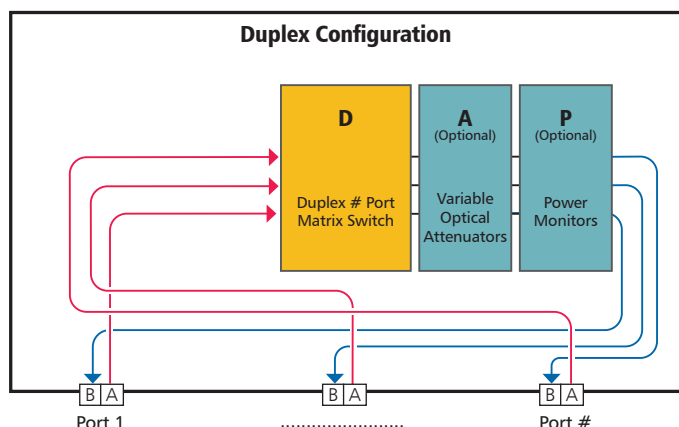 Duplex Configuration
D
Duplex # Port
Matrix Switch
A
(Optional)
Variable
Optical
Attenuators
P
(Optional)
Power
Monitors
B A
B A
B A
Port 1
........................
Port #